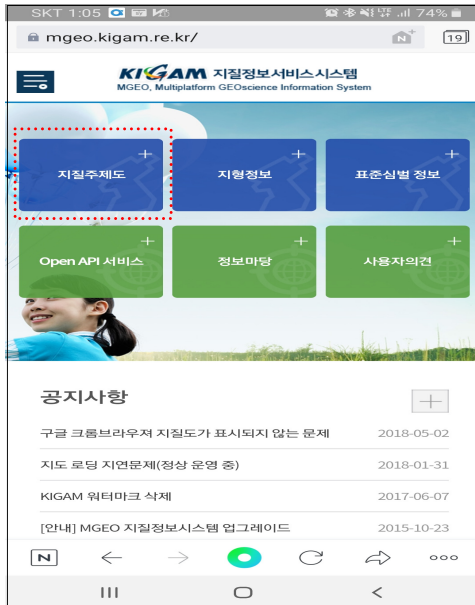 SKT 1:05
74%
mgeo.kigam.re.kr/
N+
19
KIGAM 지질정보서비스시스템
MGEO, Multiplatform GEOscience Information System
지질주제도
지형정보
표준심벌 정보
Open API 서비스
정보마당
사용자의견
공지사항
구글 크롬브라우져 지질도가 표시되지 않는 문제 2018-05-02
지도 로딩 지연문제(정상 운영 중) 2018-01-31
KIGAM 워터마크 삭제 2017-06-07
[안내] MGEO 지질정보시스템 업그레이드 2015-10-23
N